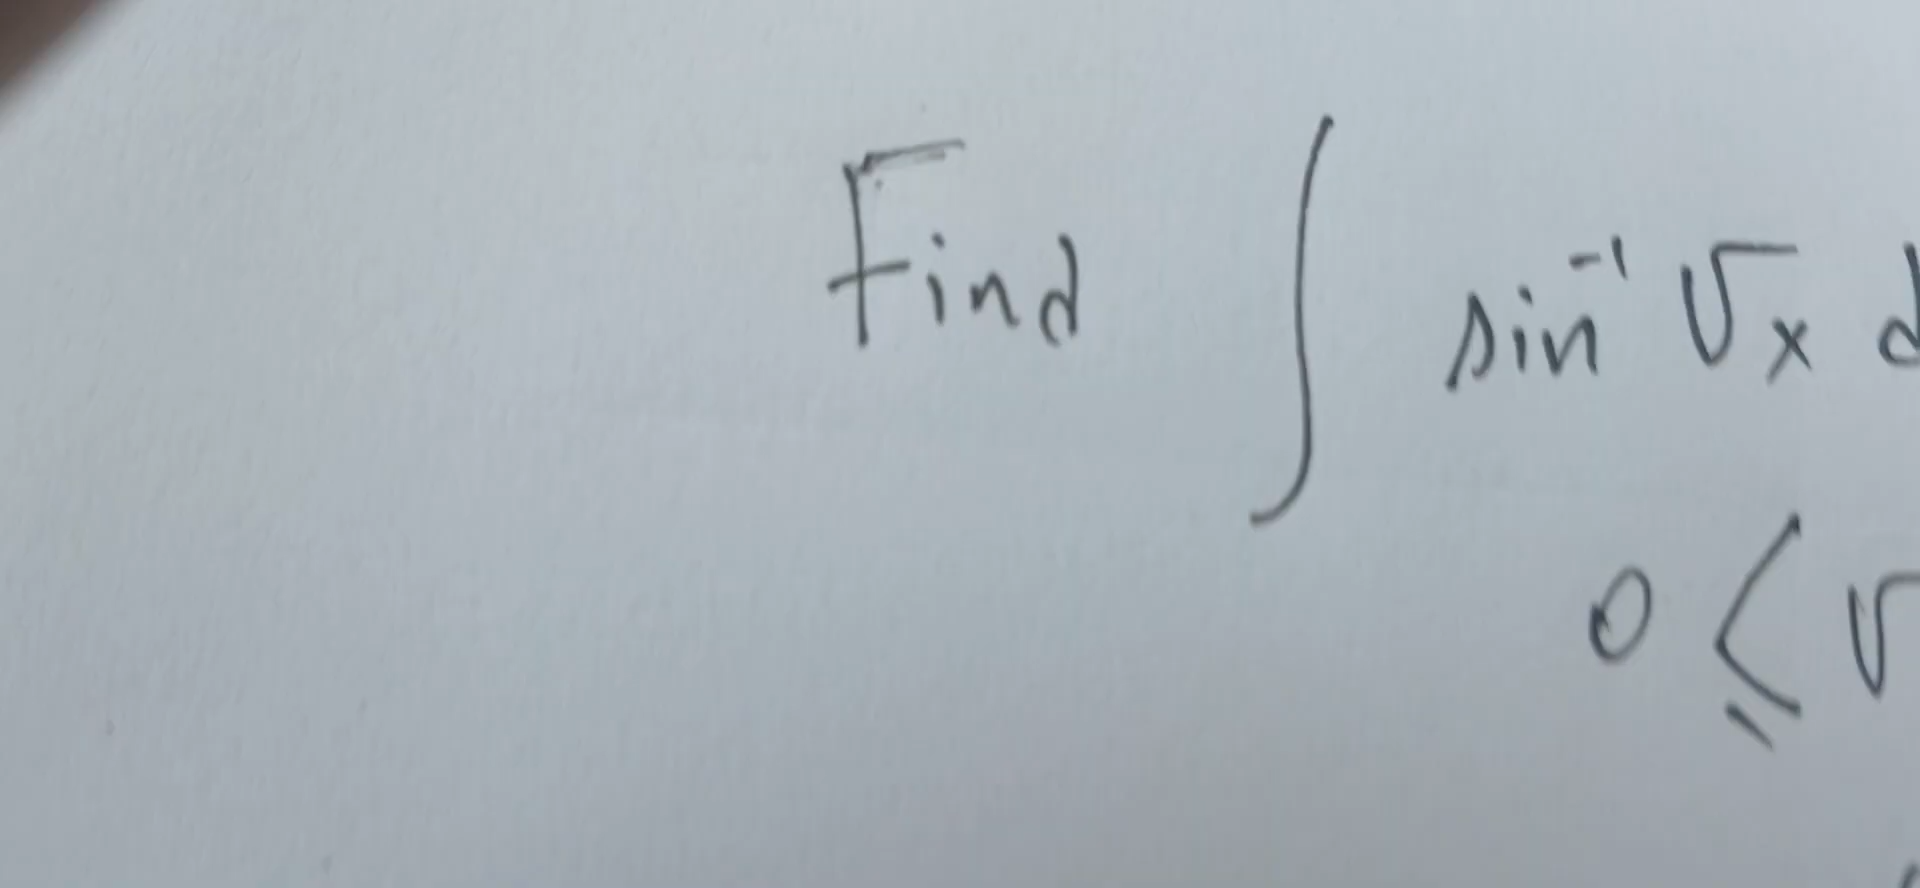 Find ∫ sin⁻¹ √x d
0 ≤ √